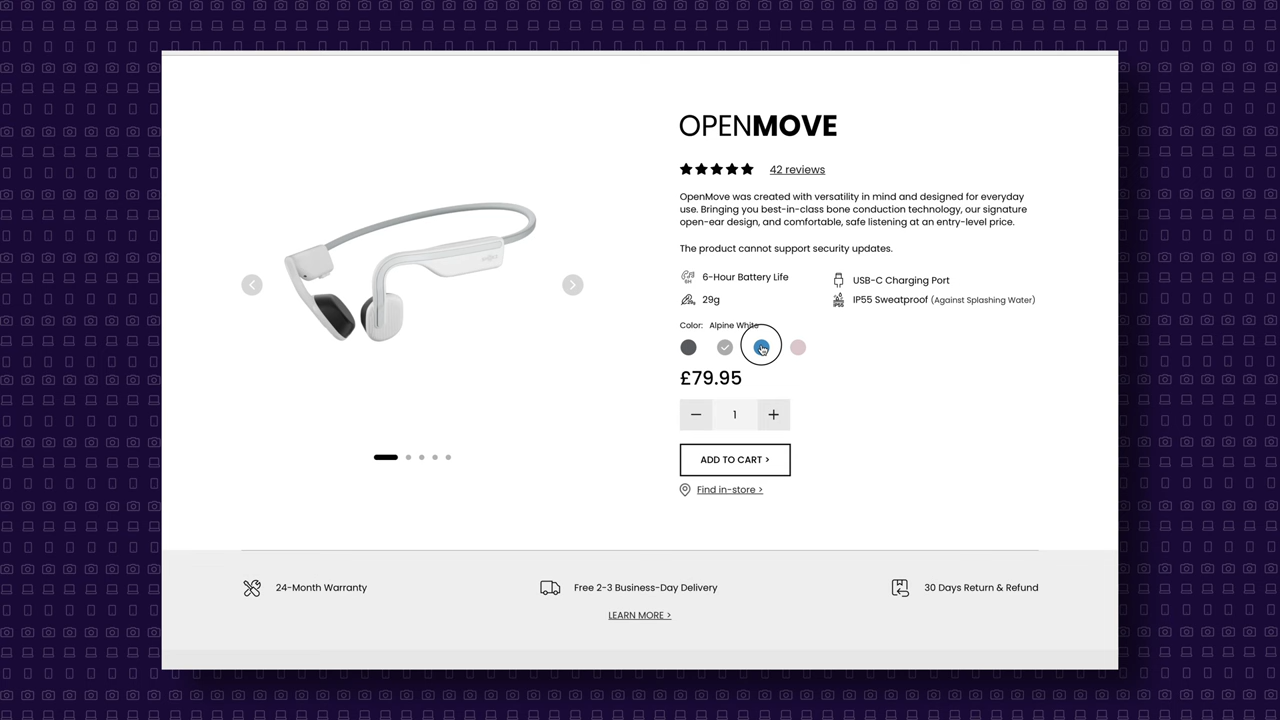 OPENMOVE
42 reviews
OpenMove was created with versatility in mind and designed for everyday
use. Bringing you best-in-class bone conduction technology, our signature
open-ear design, and comfortable, safe listening at an entry-level price.
The product cannot support security updates.
6-Hour Battery Life
USB-C Charging Port
29g
IP55 Sweatproof (Against Splashing Water)
Color: Alpine White
£79.95
− 1 +
ADD TO CART >
Find in-store >
24-Month Warranty
Free 2-3 Business-Day Delivery
30 Days Return & Refund
LEARN MORE >